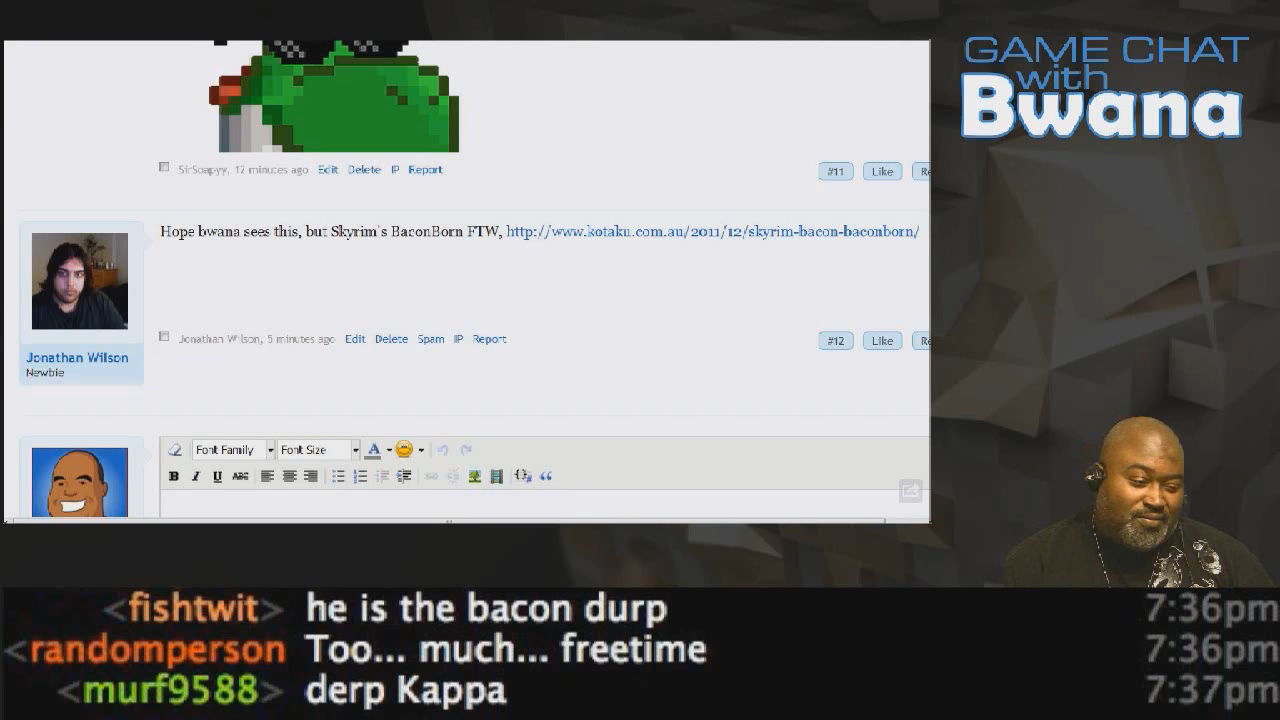 GAME CHAT
with
Bwana
SirSoapyy, 12 minutes ago Edit Delete IP Report
#11 Like
Hope bwana sees this, but Skyrim's BaconBorn FTW, http://www.kotaku.com.au/2011/12/skyrim-bacon-baconborn/
Jonathan Wilson, 5 minutes ago Edit Delete Spam IP Report
#12 Like
Jonathan Wilson
Newbie
Font Family Font Size A
B I U ABC
<fishtwit> he is the bacon durp 7:36pm
<randomperson Too... much... freetime 7:36pm
<murf9588> derp Kappa 7:37pm